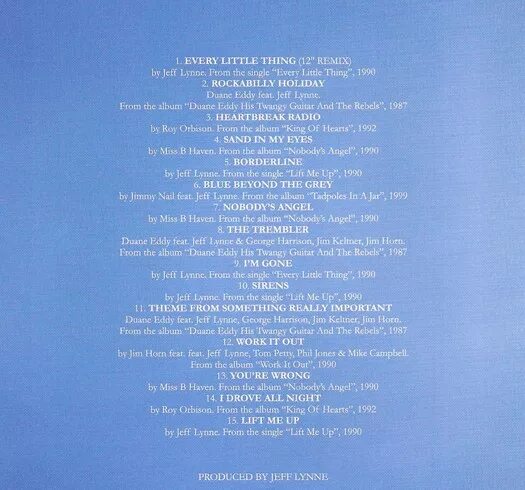 1. EVERY LITTLE THING (12" REMIX)
by Jeff Lynne. From the single "Every Little Thing", 1990
2. ROCKABILLY HOLIDAY
Duane Eddy feat. Jeff Lynne.
From the album "Duane Eddy His Twangy Guitar And The Rebels", 1987
3. HEARTBREAK RADIO
by Roy Orbison. From the album "King Of Hearts", 1992
4. SAND IN MY EYES
by Miss B Haven. From the album "Nobody's Angel", 1990
5. BORDERLINE
by Jeff Lynne. From the single "Lift Me Up", 1990
6. BLUE BEYOND THE GREY
by Jimmy Nail feat. Jeff Lynne. From the album "Tadpoles In A Jar", 1999
7. NOBODY'S ANGEL
by Miss B Haven. From the album "Nobody's Angel", 1990
8. THE TREMBLER
Duane Eddy feat. Jeff Lynne & George Harrison, Jim Keltner, Jim Horn.
From the album "Duane Eddy His Twangy Guitar And The Rebels", 1987
9. I'M GONE
by Jeff Lynne. From the single "Every Little Thing", 1990
10. SIRENS
by Jeff Lynne. From the single "Lift Me Up", 1990
11. THEME FROM SOMETHING REALLY IMPORTANT
Duane Eddy feat. Jeff Lynne, George Harrison, Jim Keltner, Jim Horn.
From the album "Duane Eddy His Twangy Guitar And The Rebels", 1987
12. WORK IT OUT
by Jim Horn feat. feat. Jeff Lynne, Tom Petty, Phil Jones & Mike Campbell.
From the album "Work It Out", 1990
13. YOU'RE WRONG
by Miss B Haven. From the album "Nobody's Angel", 1990
14. I DROVE ALL NIGHT
by Roy Orbison. From the album "King Of Hearts", 1992
15. LIFT ME UP
by Jeff Lynne. From the single "Lift Me Up", 1990
PRODUCED BY JEFF LYNNE